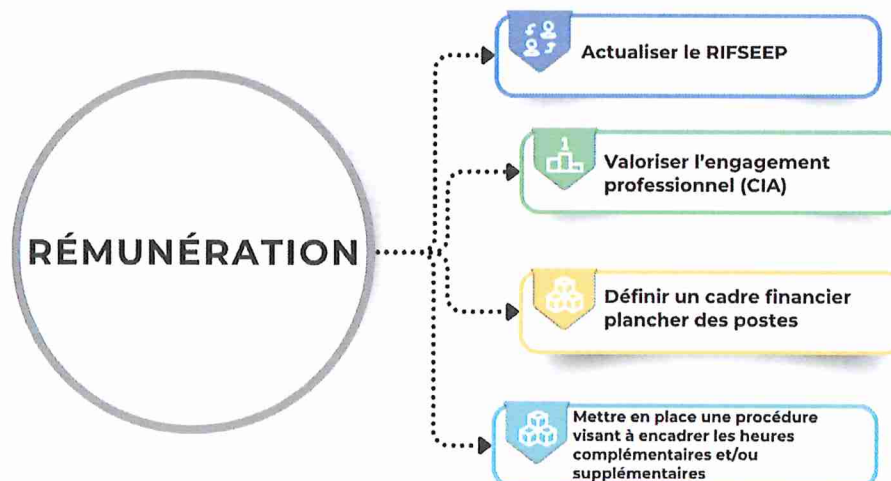 RÉMUNÉRATION
Actualiser le RIFSEEP
1
Valoriser l'engagement
professionnel (CIA)
Définir un cadre financier
plancher des postes
Mettre en place une procédure
visant à encadrer les heures
complémentaires et/ou
supplémentaires